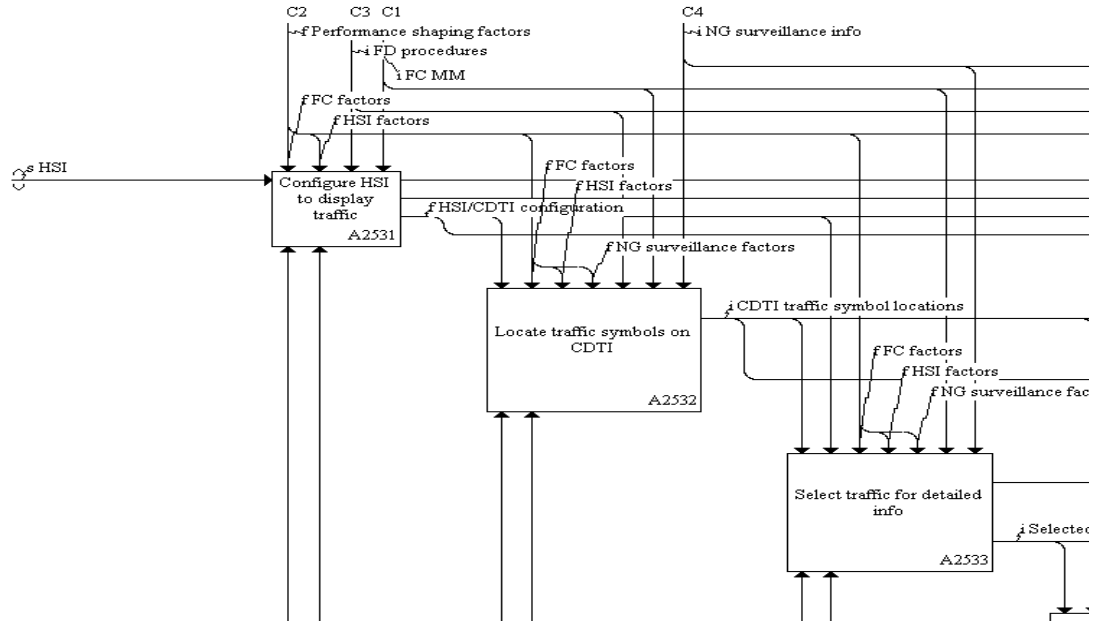 C2
C3
C1
C4
f Performance shaping factors
i NG surveillance info
i FD procedures
i FC MM
f FC factors
f HSI factors
s HSI
f FC factors
Configure HSI
to display
traffic
A2531
f HSI factors
f HSI/CDTI configuration
f NG surveillance factors
i CDTI traffic symbol locations
Locate traffic symbols on
CDTI
A2532
f FC factors
f HSI factors
f NG surveillance fac
Select traffic for detailed
info
A2533
i Selected